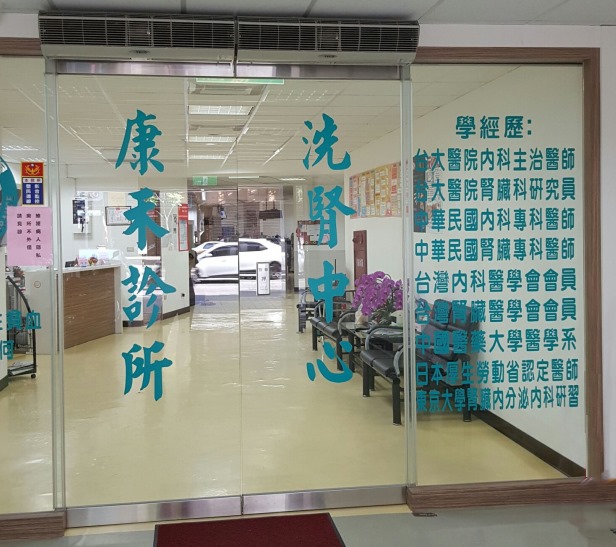 康禾診所
洗腎中心
學經歷：
台大醫院內科主治醫師
台大醫院腎臟科研究員
中華民國內科專科醫師
中華民國腎臟專科醫師
台灣內科醫學會會員
台灣腎臟醫學會會員
中國醫藥大學醫學系
日本厚生勞動省認定醫師
東京大學腎臟內分泌內科研習